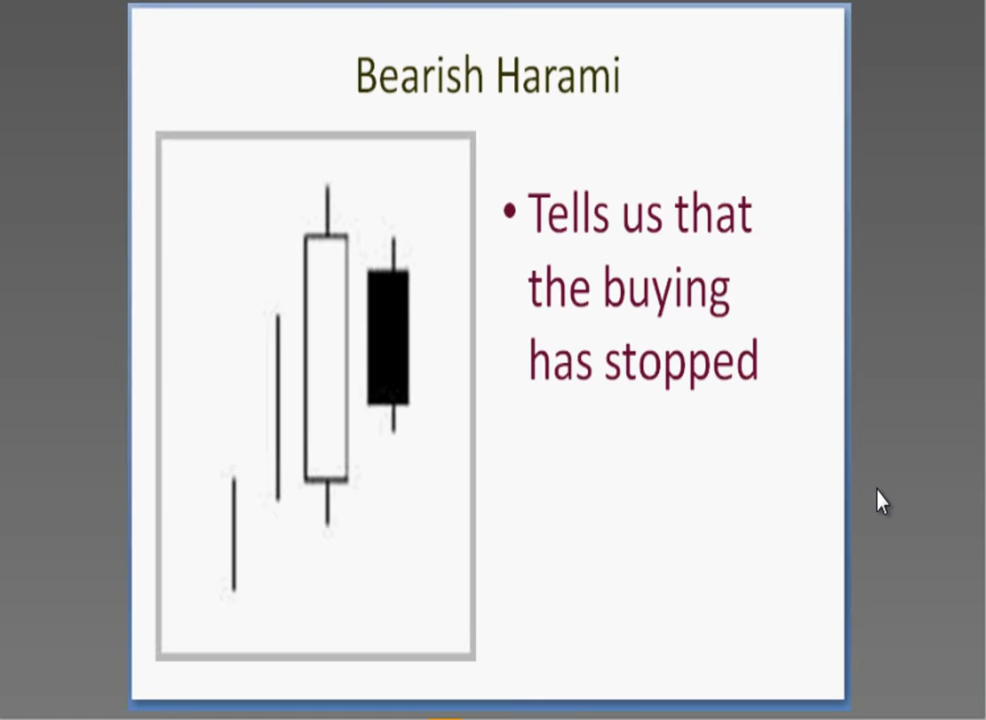 Bearish Harami
• Tells us that
the buying
has stopped